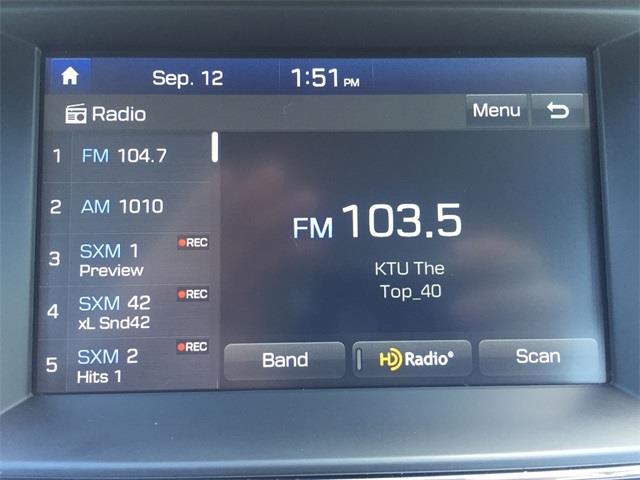 Sep. 12 1:51 PM
Radio Menu
1 FM 104.7
2 AM 1010
3 SXM 1 REC
Preview
4 SXM 42 REC
xL Snd42
5 SXM 2 REC
Hits 1
FM 103.5
KTU The
Top_40
Band HD Radio® Scan